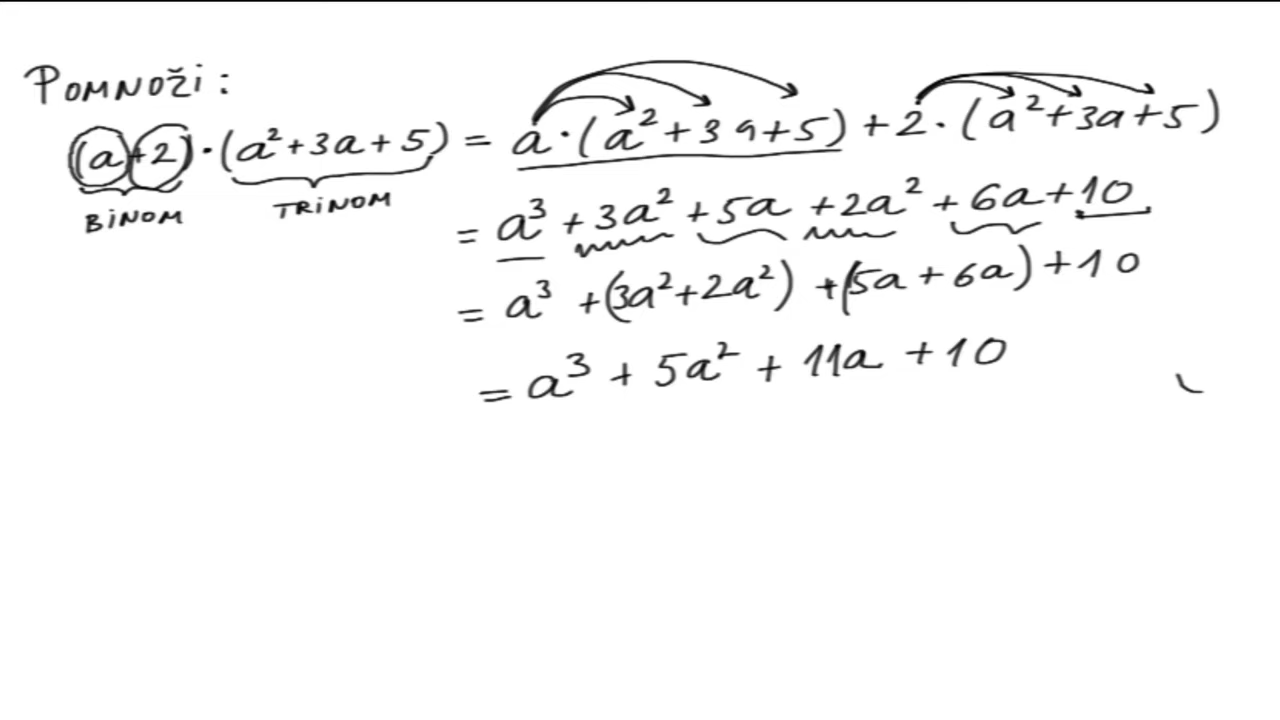 POMNOŽi:
(a+2)·(a²+3a+5) = a·(a²+3a+5)+2·(a²+3a+5)
BiNOM TRiNOM
= a³+3a²+5a+2a²+6a+10
= a³+(3a²+2a²)+(5a+6a)+10
= a³+5a²+11a+10